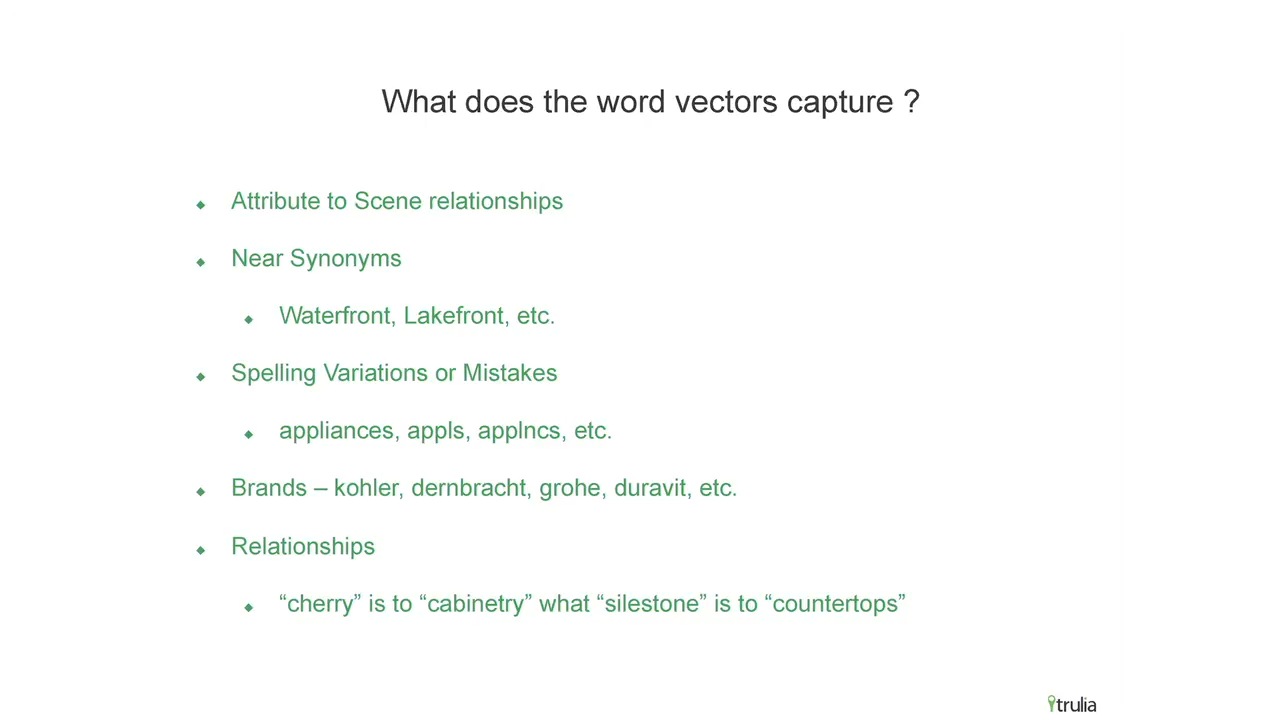 What does the word vectors capture ?
Attribute to Scene relationships
Near Synonyms
Waterfront, Lakefront, etc.
Spelling Variations or Mistakes
appliances, appls, applncs, etc.
Brands – kohler, dernbracht, grohe, duravit, etc.
Relationships
“cherry” is to “cabinetry” what “silestone” is to “countertops”
trulia